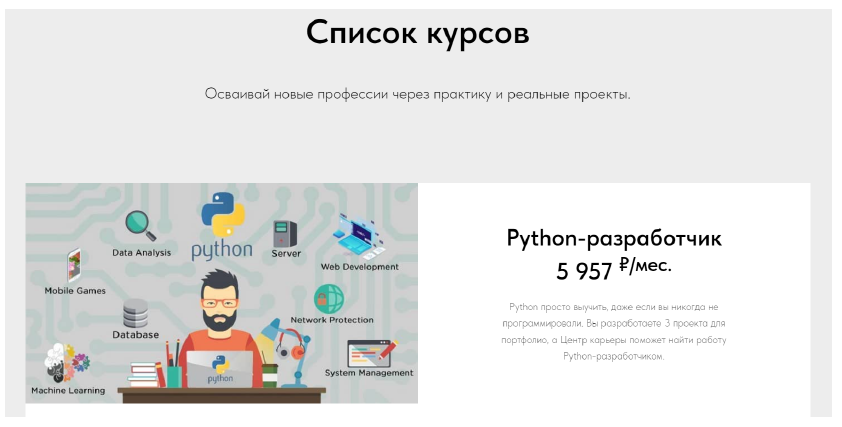 Список курсов
Осваивай новые профессии через практику и реальные проекты.
python
Data Analysis
Server
Web Development
Mobile Games
Network Protection
Database
python
System Management
Machine Learning
Python-разработчик
5 957 ₽/мес.
Python просто выучить, даже если вы никогда не
программировали. Вы разработаете 3 проекта для
портфолио, а Центр карьеры поможет найти работу
Python-разработчиком.